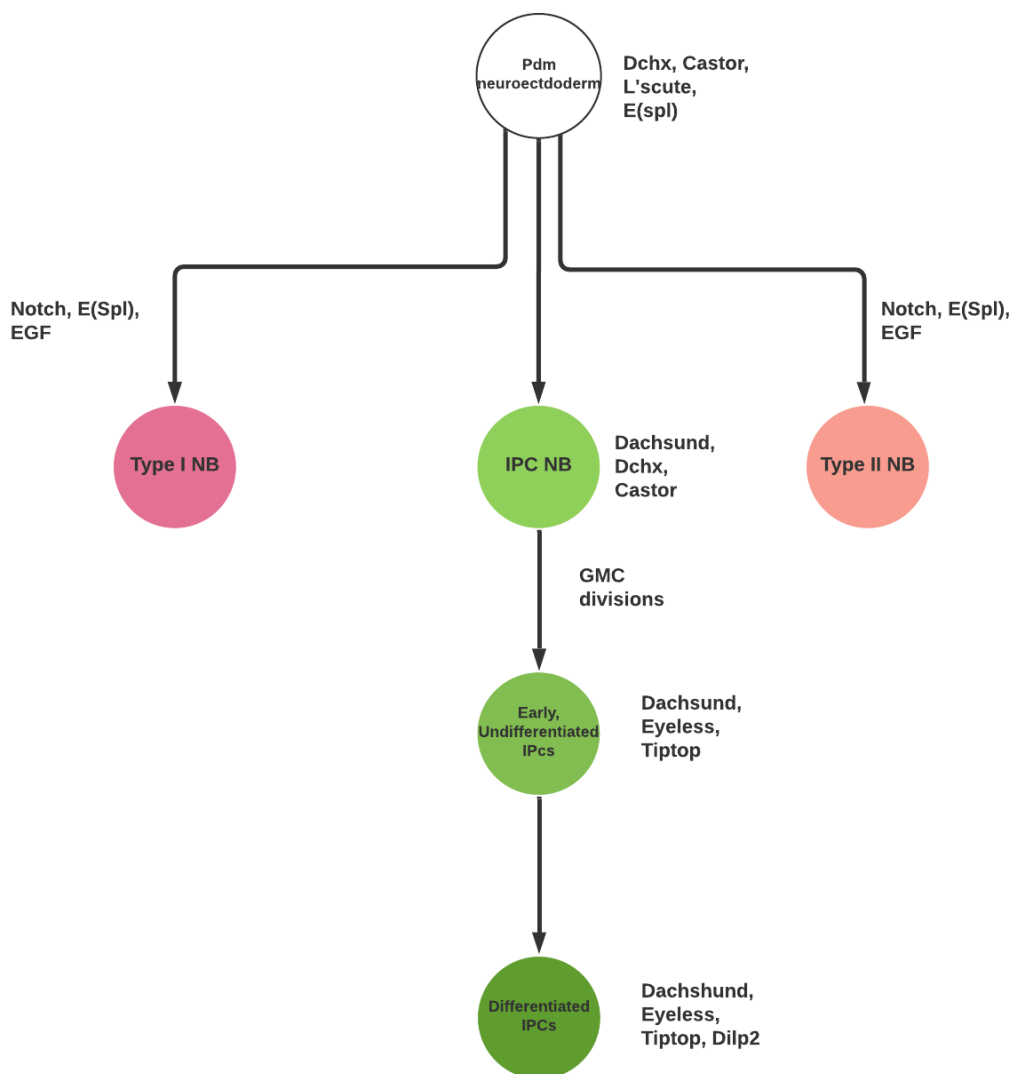 Pdm
neuroectdoderm
Dchx, Castor,
L'scute,
E(spl)
Notch, E(Spl),
EGF
Notch, E(Spl),
EGF
Type I NB
IPC NB
Dachsund,
Dchx,
Castor
Type II NB
GMC
divisions
Early,
Undifferentiated
IPcs
Dachsund,
Eyeless,
Tiptop
Differentiated
IPCs
Dachshund,
Eyeless,
Tiptop, Dilp2